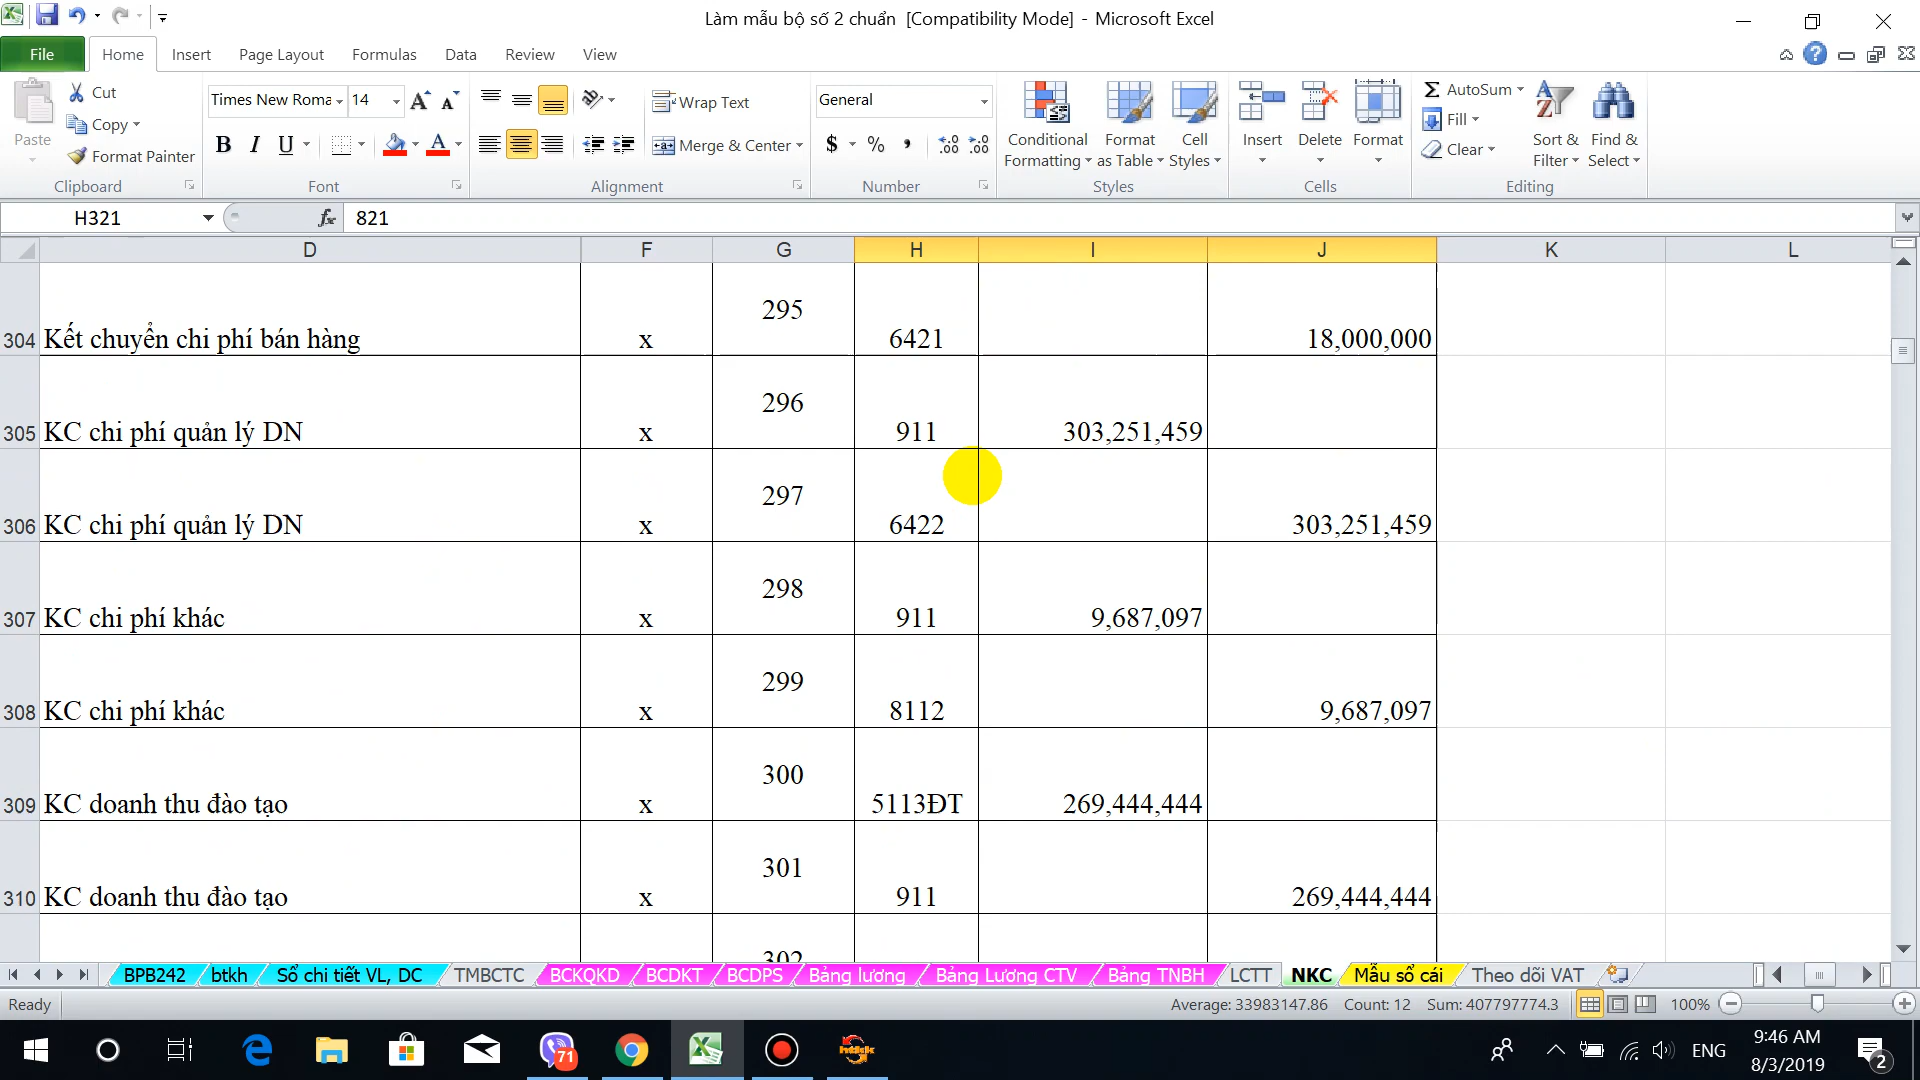 Làm mẫu bộ số 2 chuẩn [Compatibility Mode] - Microsoft Excel
File Home Insert Page Layout Formulas Data Review View
Paste
Cut
Copy
Format Painter
Clipboard
Times New Roma 14
B I U
Font
Wrap Text
Merge & Center
Alignment
General
$ % ,
Number
Conditional Formatting
Format as Table
Cell Styles
Styles
Insert Delete Format
Cells
AutoSum
Fill
Clear
Sort & Filter
Find & Select
Editing
H321 fx 821
D F G H I J K L
304 Kết chuyển chi phí bán hàng x 295 6421 18,000,000
305 KC chi phí quản lý DN x 296 911 303,251,459
306 KC chi phí quản lý DN x 297 6422 303,251,459
307 KC chi phí khác x 298 911 9,687,097
308 KC chi phí khác x 299 8112 9,687,097
309 KC doanh thu đào tạo x 300 5113ĐT 269,444,444
310 KC doanh thu đào tạo x 301 911 269,444,444
302
BPB242 btkh Sổ chi tiết VL, DC TMBCTC BCKQKD BCDKT BCDPS Bảng lương Bảng Lương CTV Bảng TNBH LCTT NKC Mẫu sổ cái Theo dõi VAT
Ready Average: 33983147.86 Count: 12 Sum: 407797774.3 100%
71
ENG
9:46 AM
8/3/2019
2